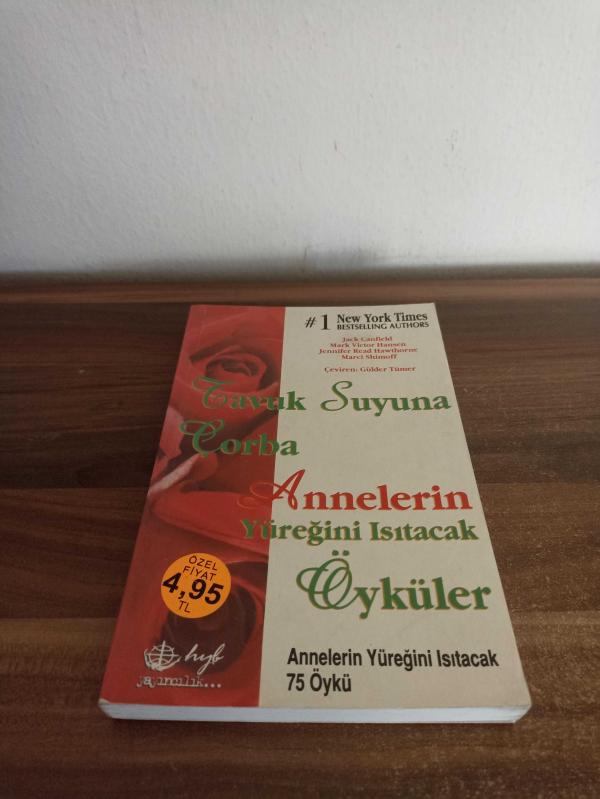 #1 New York Times
BESTSELLING AUTHORS
Jack Canfield
Mark Victor Hansen
Jennifer Read Hawthorne
Marci Shimoff
Çeviren: Gülder Tümer
Tavuk Suyuna
Çorba
Annelerin
Yüreğini Isıtacak
Öyküler
ÖZEL
FİYAT
4,95
TL
hyb
yayıncılık...
Annelerin Yüreğini Isıtacak
75 Öykü